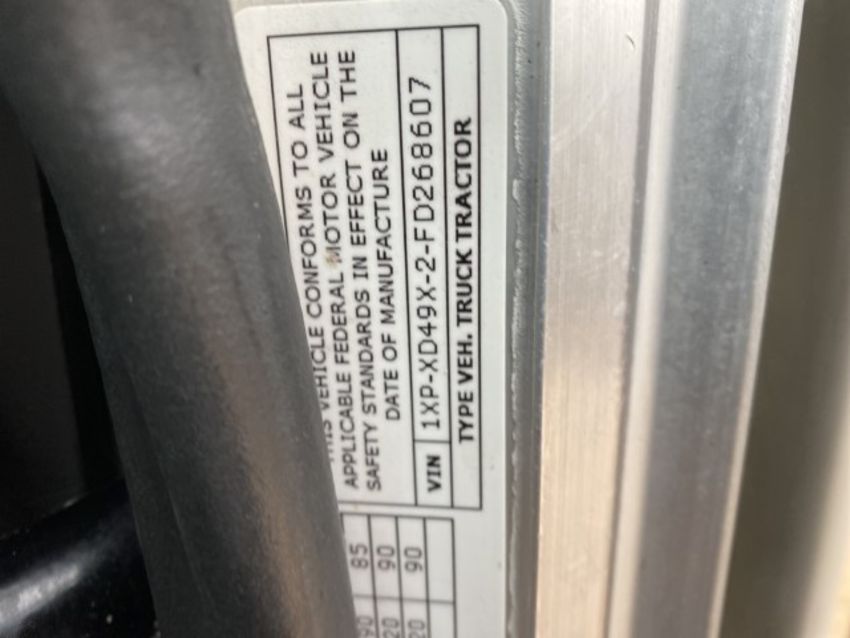 THIS VEHICLE CONFORMS TO ALL
APPLICABLE FEDERAL MOTOR VEHICLE
SAFETY STANDARDS IN EFFECT ON THE
DATE OF MANUFACTURE
VIN 1XP-XD49X-2-FD268607
TYPE VEH. TRUCK TRACTOR
85
90
90